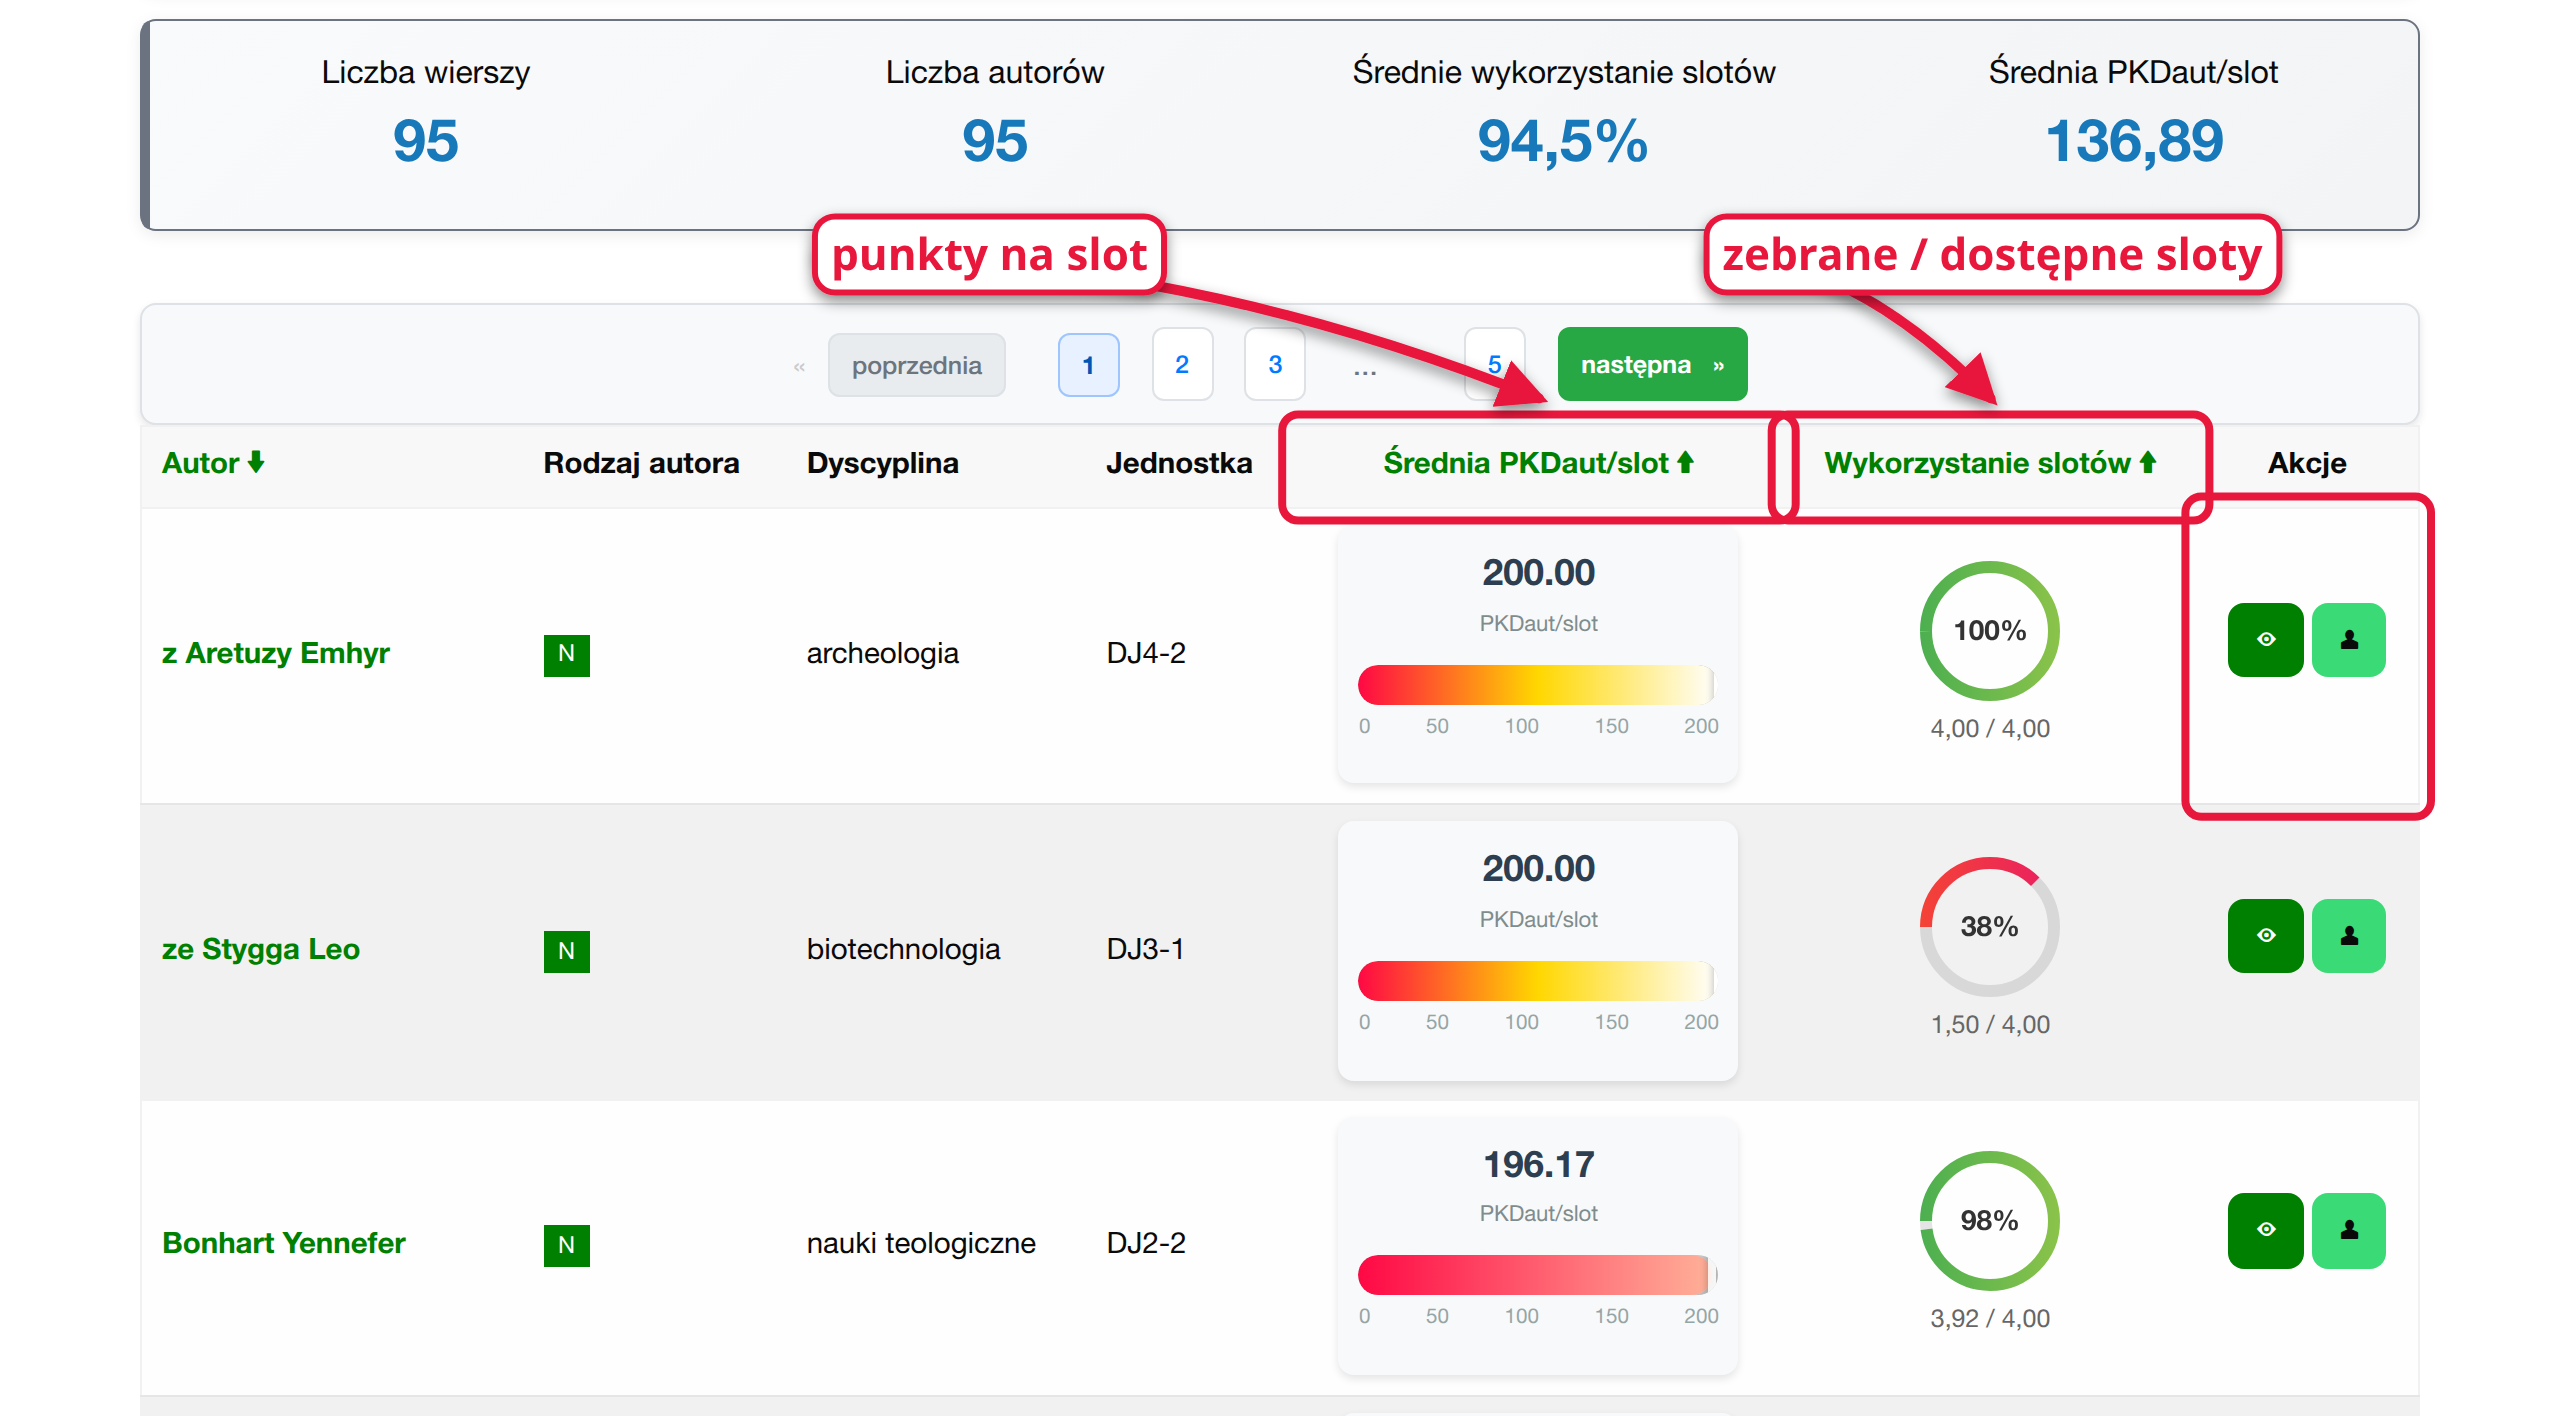 Liczba wierszy
95
Liczba autorów
95
Średnie wykorzystanie slotów
94,5%
Średnia PKDaut/slot
136,89
punkty na slot
zebrane / dostępne sloty
« poprzednia 1 2 3 ... 5 następna »
Autor Rodzaj autora Dyscyplina Jednostka Średnia PKDaut/slot Wykorzystanie slotów Akcje
z Aretuzy Emhyr N archeologia DJ4-2
200.00
PKDaut/slot
0 50 100 150 200
100%
4,00 / 4,00
ze Stygga Leo N biotechnologia DJ3-1
200.00
PKDaut/slot
0 50 100 150 200
38%
1,50 / 4,00
Bonhart Yennefer N nauki teologiczne DJ2-2
196.17
PKDaut/slot
0 50 100 150 200
98%
3,92 / 4,00